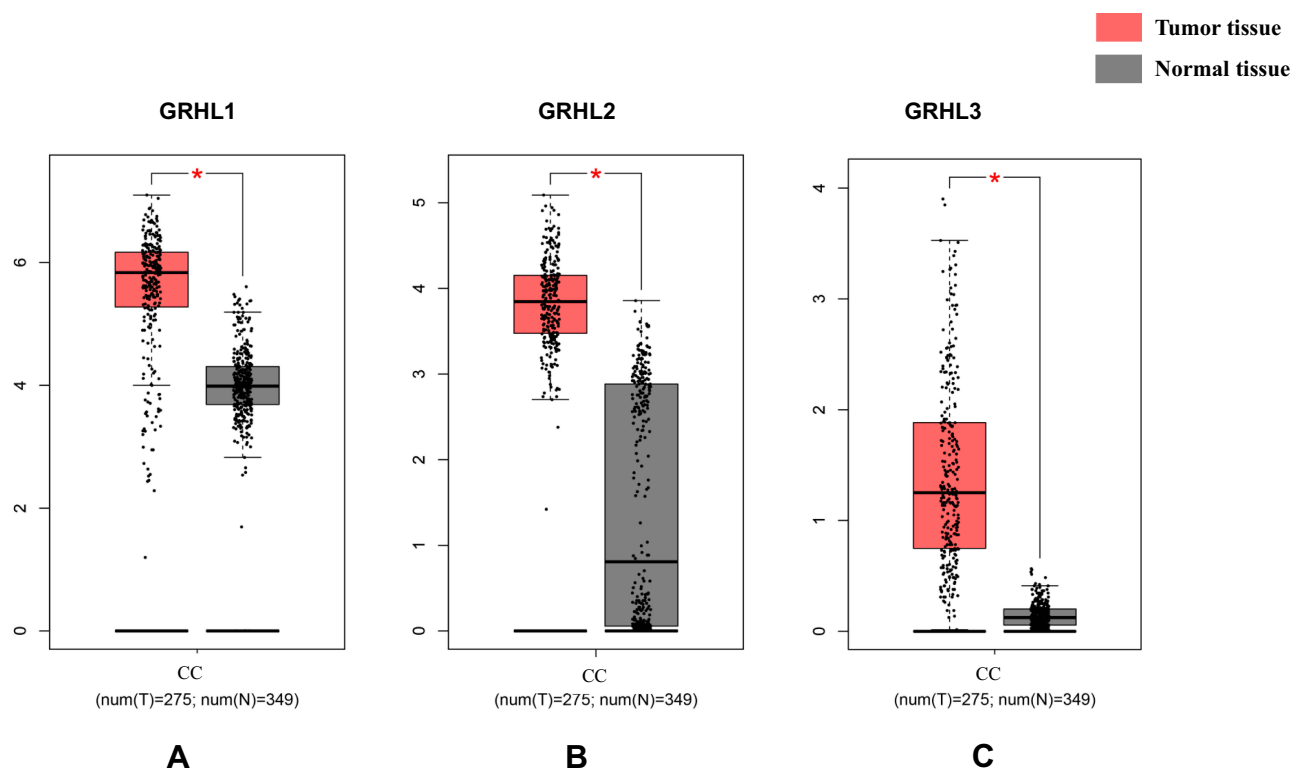 Tumor tissue
Normal tissue
GRHL1
GRHL2
GRHL3
*
*
*
6
4
2
0
5
4
3
2
1
0
4
3
2
1
0
CC
CC
CC
(num(T)=275; num(N)=349)
(num(T)=275; num(N)=349)
(num(T)=275; num(N)=349)
A
B
C